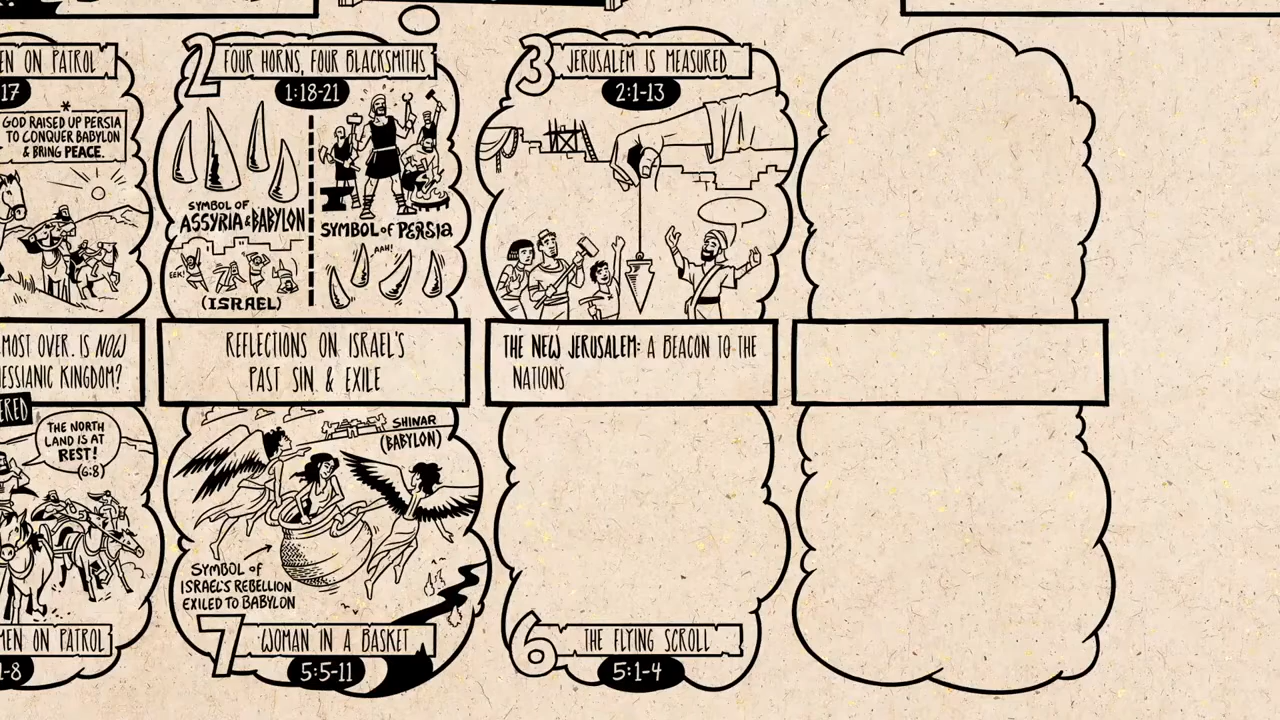 EN ON PATROL
17
*
GOD RAISED UP PERSIA
TO CONQUER BABYLON
& BRING PEACE.
2
FOUR HORNS, FOUR BLACKSMITHS
1:18-21
SYMBOL OF
ASSYRIA & BABYLON
EEK!
(ISRAEL)
SYMBOL OF PERSIA
AAH!
3
JERUSALEM IS MEASURED
2:1-13
MOST OVER. IS NOW
ESSIANIC KINGDOM?
REFLECTIONS ON ISRAEL'S
PAST SIN & EXILE
THE NEW JERUSALEM: A BEACON TO THE
NATIONS
ERED
THE NORTH
LAND IS AT
REST!
(6:8)
MEN ON PATROL
1-8
SHINAR
(BABYLON)
SYMBOL OF
ISRAEL'S REBELLION
EXILED TO BABYLON
7
WOMAN IN A BASKET
5:5-11
6
THE FLYING SCROLL
5:1-4